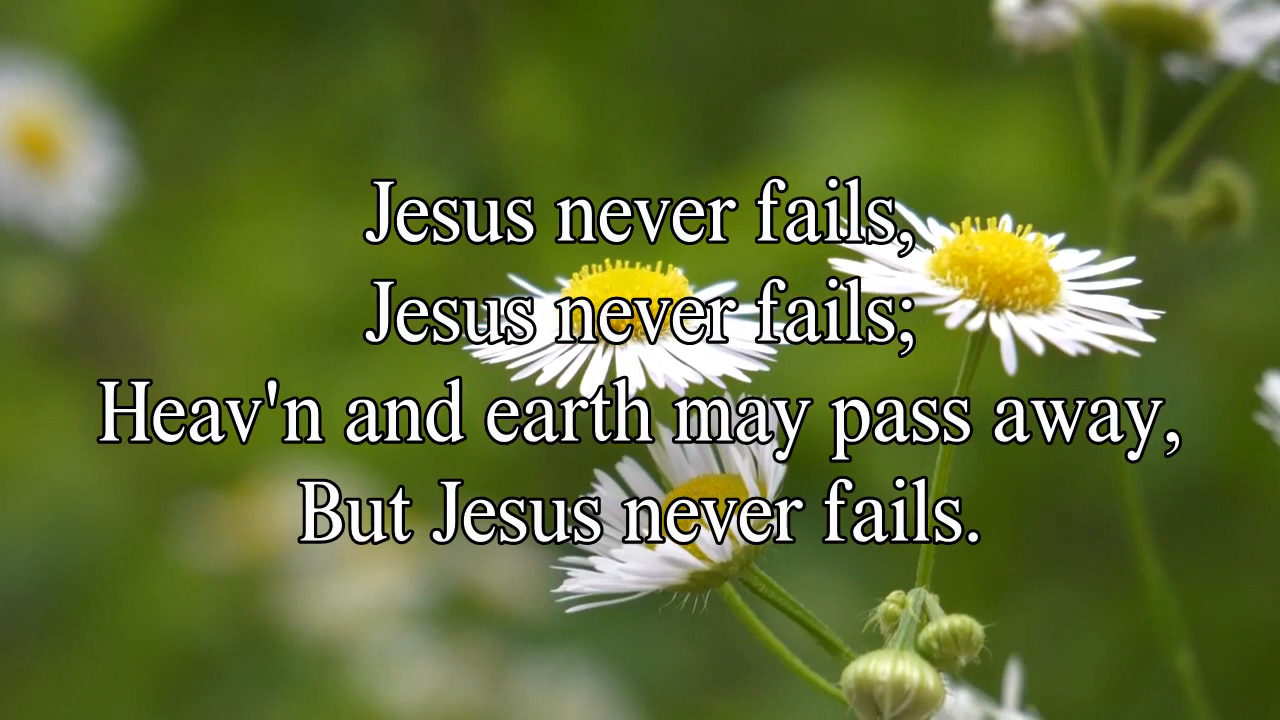 Jesus never fails,
Jesus never fails;
Heav'n and earth may pass away,
But Jesus never fails.